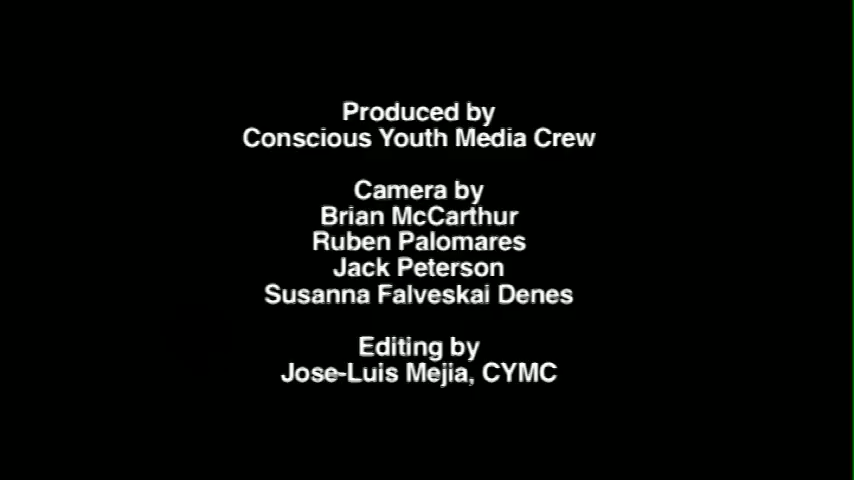 Produced by
Conscious Youth Media Crew
Camera by
Brian McCarthur
Ruben Palomares
Jack Peterson
Susanna Falveskai Denes
Editing by
Jose-Luis Mejia, CYMC